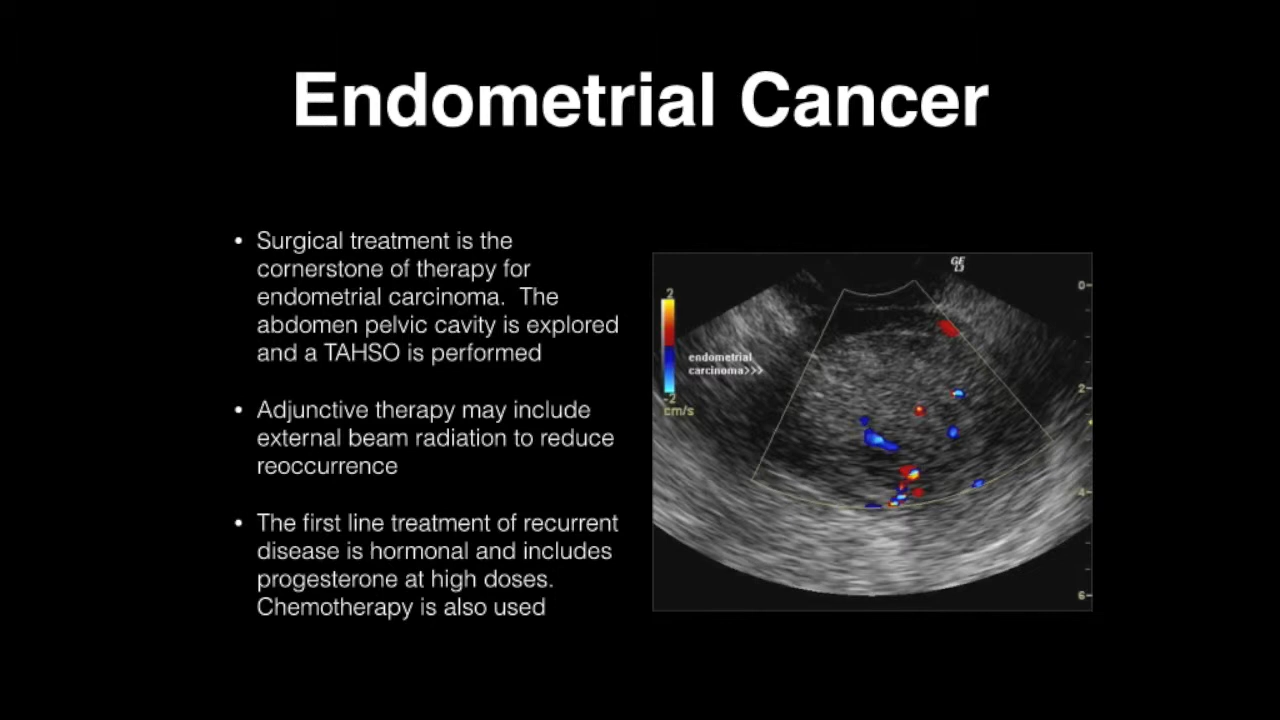 Endometrial Cancer
• Surgical treatment is the
cornerstone of therapy for
endometrial carcinoma.  The
abdomen pelvic cavity is explored
and a TAHSO is performed
• Adjunctive therapy may include
external beam radiation to reduce
reoccurrence
• The first line treatment of recurrent
disease is hormonal and includes
progesterone at high doses.
Chemotherapy is also used
GE
L3
2
endometrial
carcinoma>>>
-2
cm/s
0
2
4
6